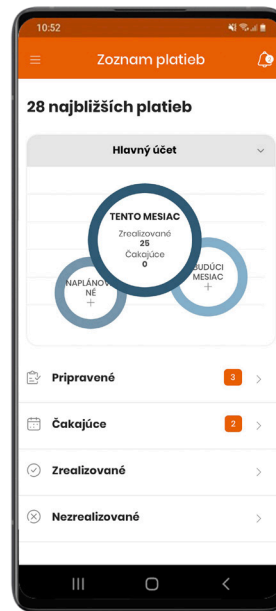 10:52
Zoznam platieb
28 najbližších platieb
Hlavný účet
TENTO MESIAC
Zrealizované
25
Čakajúce
0
NAPLÁNOV
NÉ
+
BUDÚCI
MESIAC
+
Pripravené
3
Čakajúce
2
Zrealizované
Nezrealizované